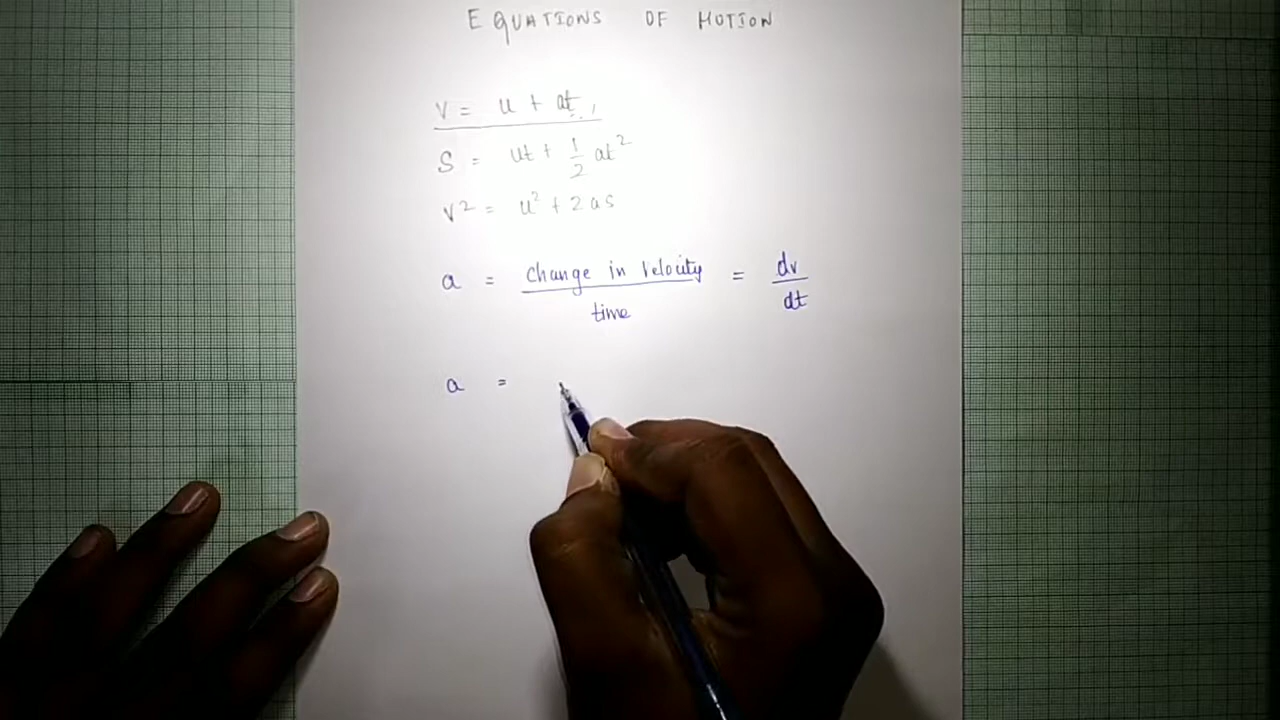 EQUATIONS OF MOTION
V = u + at
S = ut + 1/2 at²
V² = u² + 2as
a = change in Velocity / time = dv/dt
a =